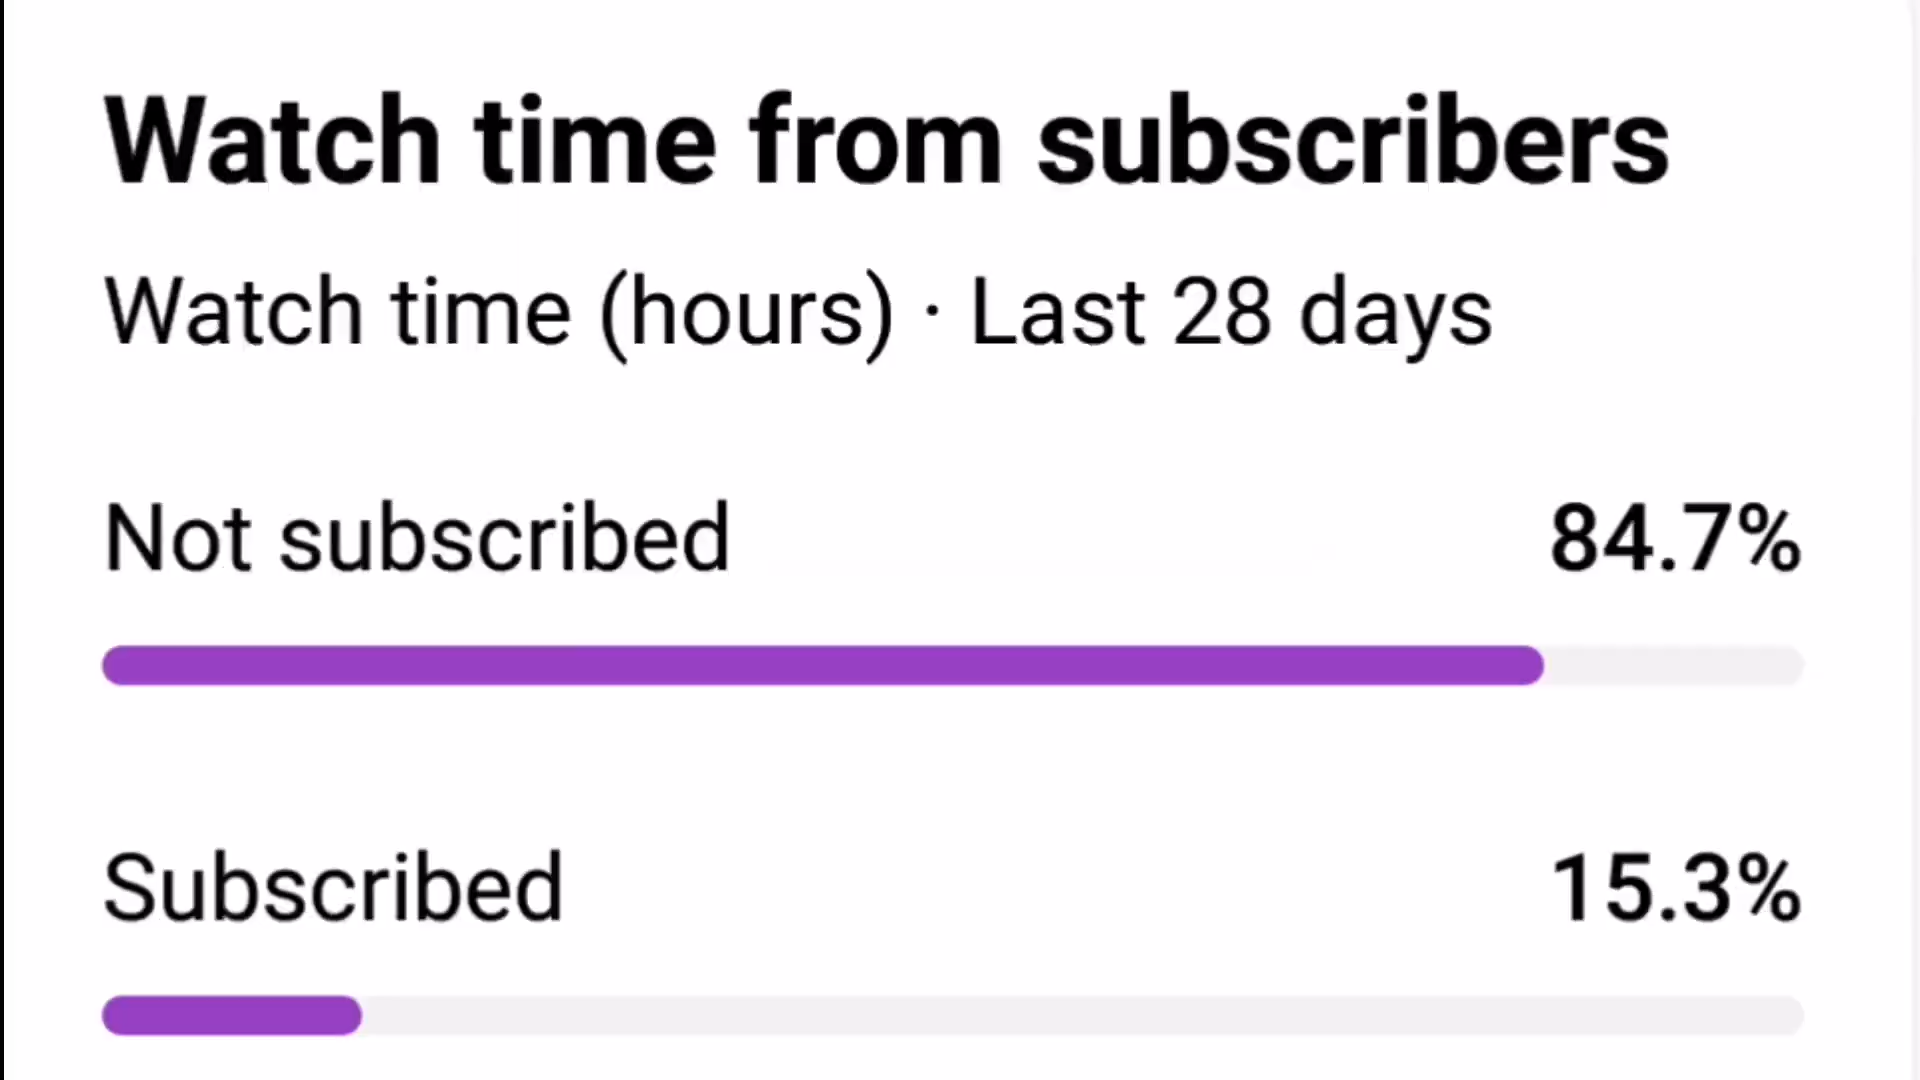 Watch time from subscribers
Watch time (hours) · Last 28 days
Not subscribed 84.7%
Subscribed 15.3%